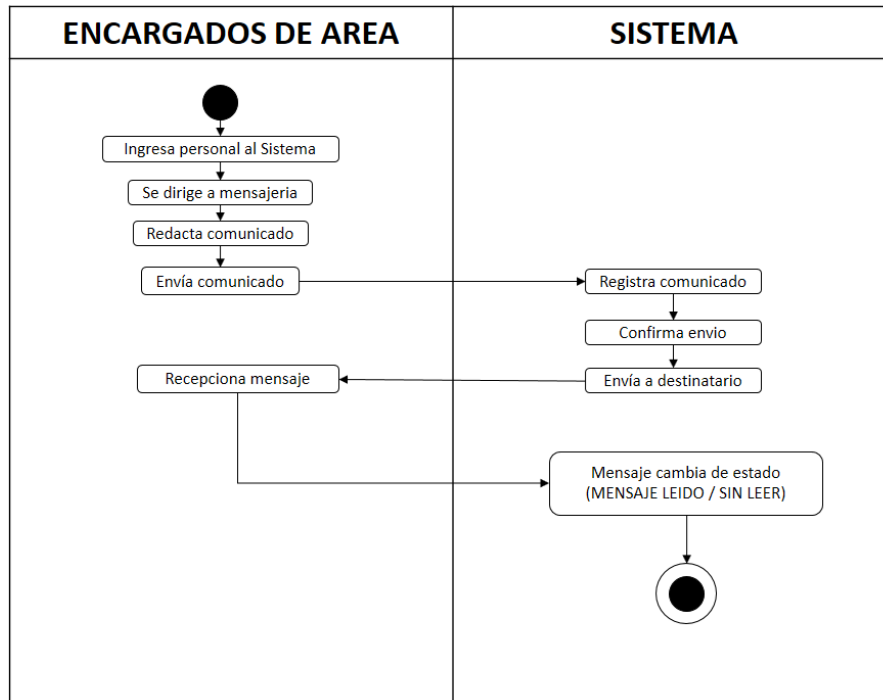 ENCARGADOS DE AREA
SISTEMA
Ingresa personal al Sistema
Se dirige a mensajeria
Redacta comunicado
Envía comunicado
Registra comunicado
Confirma envio
Envía a destinatario
Recepciona mensaje
Mensaje cambia de estado
(MENSAJE LEIDO / SIN LEER)